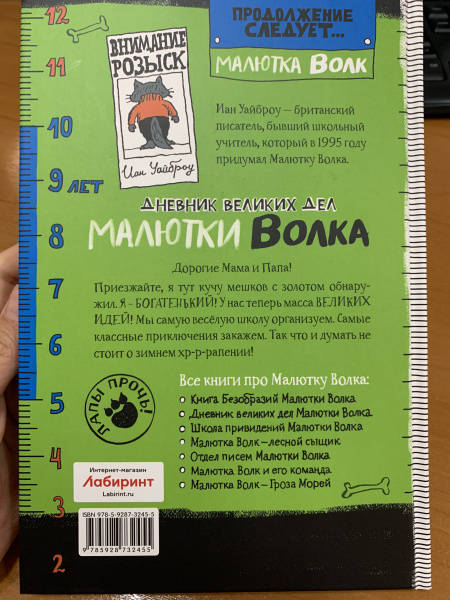 ПРОДОЛЖЕНИЕ
СЛЕДУЕТ...
МАЛЮТКА ВОЛК
ВНИМАНИЕ
РОЗЫСК
Иан Уайброу
Иан Уайброу — британский
писатель, бывший школьный
учитель, который в 1995 году
придумал Малютку Волка.
12
11
10
9 ЛЕТ
8
7
6
5
4
3
2
ДНЕВНИК ВЕЛИКИХ ДЕЛ
МАЛЮТКИ ВОЛКА
Дорогие Мама и Папа!
Приезжайте, я тут кучу мешков с золотом обнару-
жил. Я – БОГАТЕНЬКИЙ! У нас теперь масса ВЕЛИКИХ
ИДЕЙ! Мы самую весёлую школу организуем. Самые
классные приключения закажем. Так что и думать не
стоит о зимнем хр-р-рапении!
ЛАПЫ ПРОЧЬ!
Все книги про Малютку Волка:
Книга Безобразий Малютки Волка
Дневник великих дел Малютки Волка
Школа привидений Малютки Волка
Малютка Волк – лесной сыщик
Отдел писем Малютки Волка
Малютка Волк и его команда
Малютка Волк – Гроза Морей
Интернет-магазин
Лабиринт
Labirint.ru
ISBN 978-5-9287-3245-5
9 785928 732455